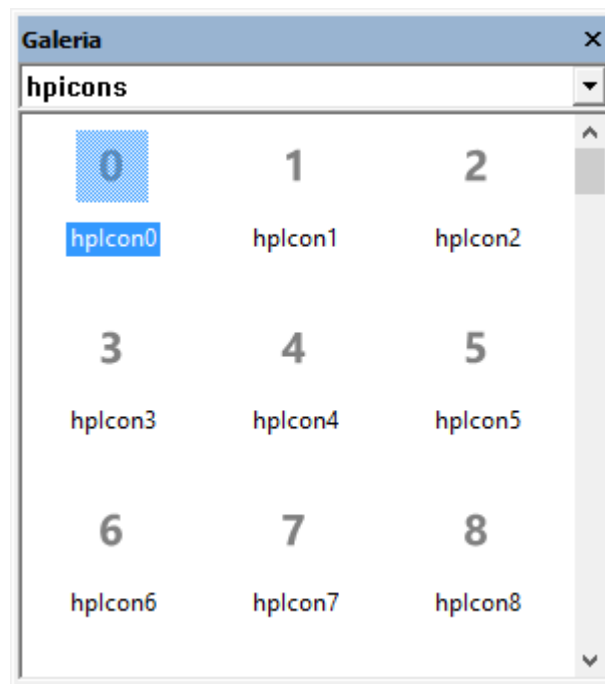 Galeria
hpicons
0 1 2
hpIcon0 hpIcon1 hpIcon2
3 4 5
hpIcon3 hpIcon4 hpIcon5
6 7 8
hpIcon6 hpIcon7 hpIcon8